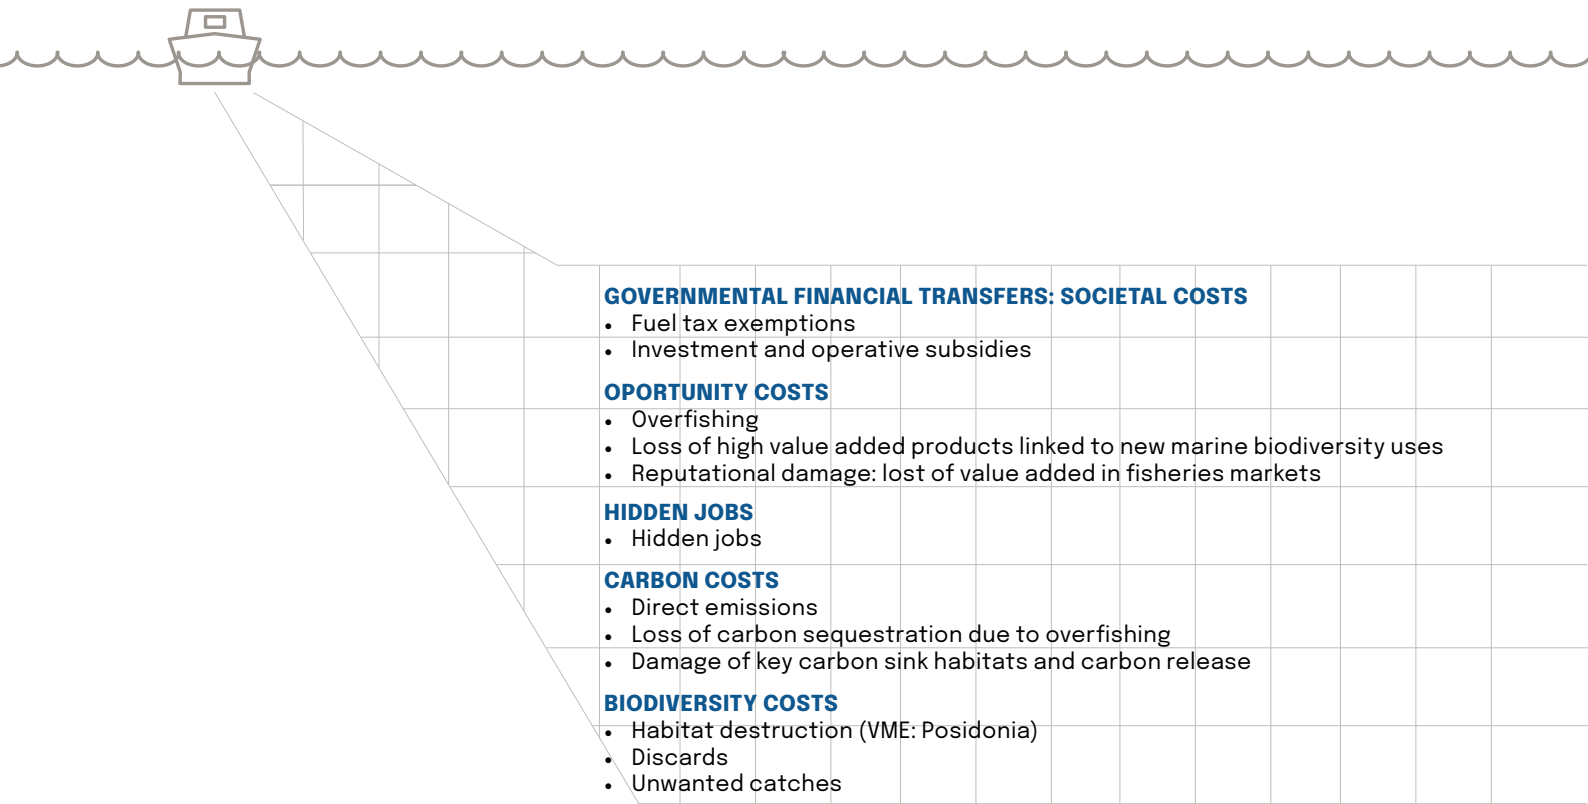 GOVERNMENTAL FINANCIAL TRANSFERS: SOCIETAL COSTS
• Fuel tax exemptions
• Investment and operative subsidies
OPORTUNITY COSTS
• Overfishing
• Loss of high value added products linked to new marine biodiversity uses
• Reputational damage: lost of value added in fisheries markets
HIDDEN JOBS
• Hidden jobs
CARBON COSTS
• Direct emissions
• Loss of carbon sequestration due to overfishing
• Damage of key carbon sink habitats and carbon release
BIODIVERSITY COSTS
• Habitat destruction (VME: Posidonia)
• Discards
• Unwanted catches